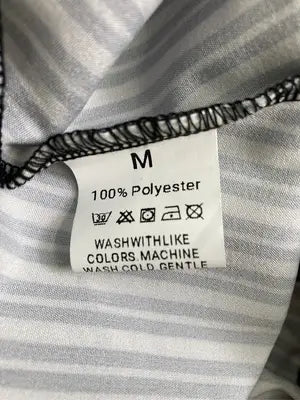 M
100% Polyester
WASHWITHLIKE
COLORS.MACHINE
WASH COLD GENTLE